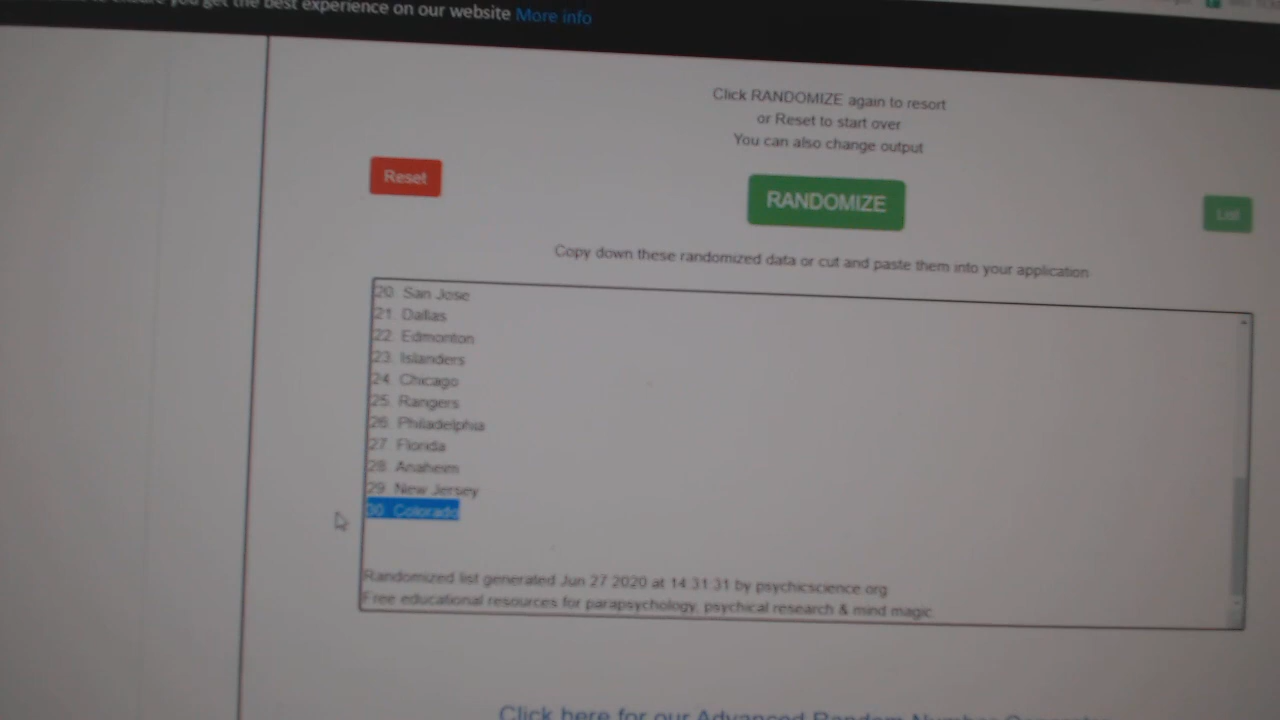 you get the best experience on our website More info
Click RANDOMIZE again to resort
or Reset to start over
You can also change output
Reset
RANDOMIZE
List
Copy down these randomized data or cut and paste them into your application
20. San Jose
21. Dallas
22. Edmonton
23. Islanders
24. Chicago
25. Rangers
26. Philadelphia
27. Florida
28. Anaheim
29. New Jersey
30. Colorado
Randomized list generated Jun 27 2020 at 14:31:31 by psychicscience.org
Free educational resources for parapsychology, psychical research & mind magic
Click here for our Advanced Random Number